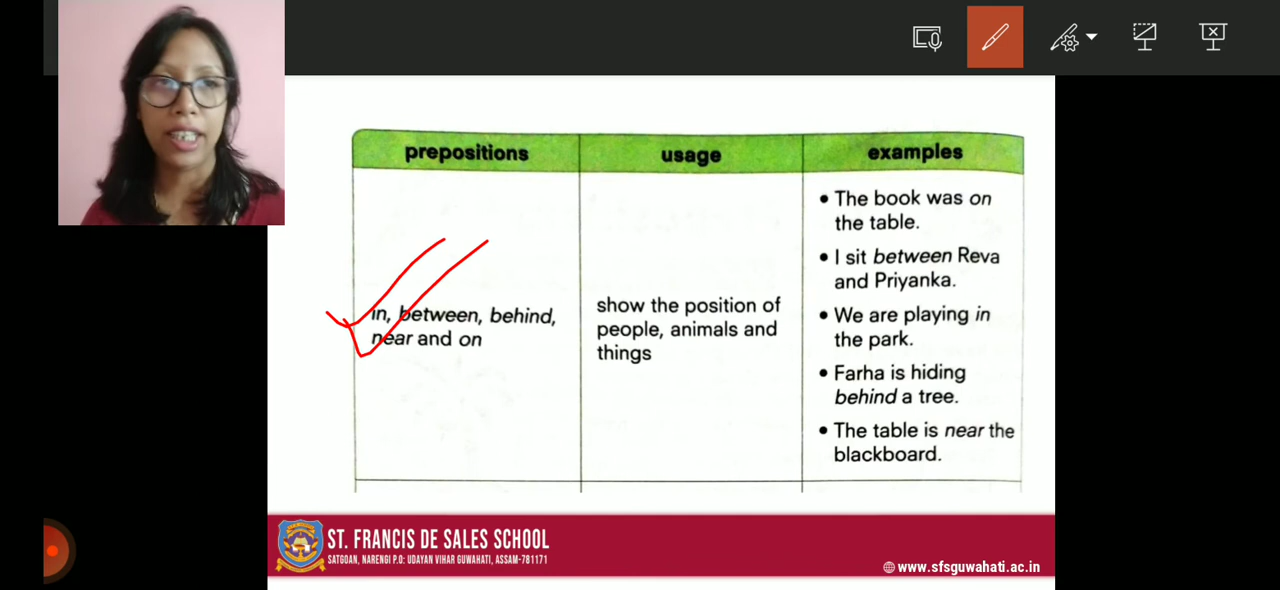 prepositions
usage
examples
in, between, behind,
near and on
show the position of
people, animals and
things
• The book was on
the table.
• I sit between Reva
and Priyanka.
• We are playing in
the park.
• Farha is hiding
behind a tree.
• The table is near the
blackboard.
ST. FRANCIS DE SALES SCHOOL
SATGOAN, NARENGI P.O: UDAYAN VIHAR GUWAHATI, ASSAM-781171
www.sfsguwahati.ac.in